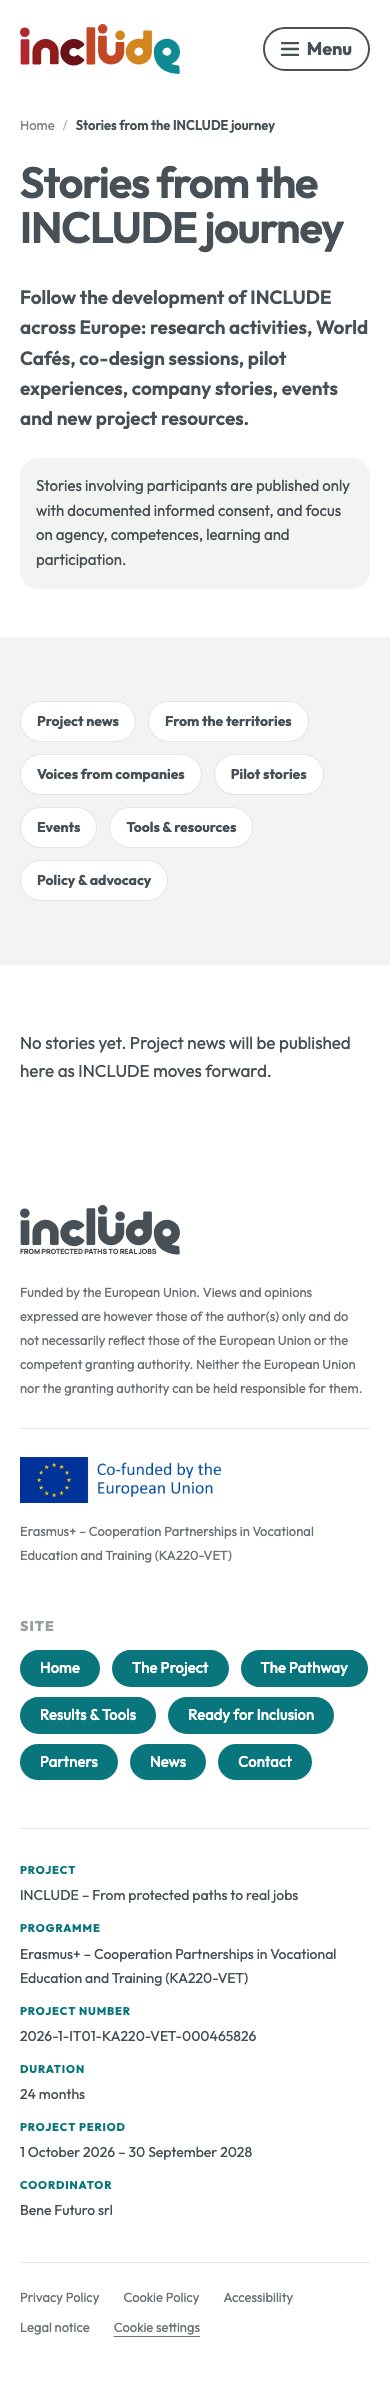 include
Menu
Home / Stories from the INCLUDE journey
Stories from the
INCLUDE journey
Follow the development of INCLUDE
across Europe: research activities, World
Cafés, co-design sessions, pilot
experiences, company stories, events
and new project resources.
Stories involving participants are published only
with documented informed consent, and focus
on agency, competences, learning and
participation.
Project news
From the territories
Voices from companies
Pilot stories
Events
Tools & resources
Policy & advocacy
No stories yet. Project news will be published
here as INCLUDE moves forward.
include
FROM PROTECTED PATHS TO REAL JOBS
Funded by the European Union. Views and opinions
expressed are however those of the author(s) only and do
not necessarily reflect those of the European Union or the
competent granting authority. Neither the European Union
nor the granting authority can be held responsible for them.
Co-funded by the
European Union
Erasmus+ – Cooperation Partnerships in Vocational
Education and Training (KA220-VET)
SITE
Home
The Project
The Pathway
Results & Tools
Ready for Inclusion
Partners
News
Contact
PROJECT
INCLUDE – From protected paths to real jobs
PROGRAMME
Erasmus+ – Cooperation Partnerships in Vocational
Education and Training (KA220-VET)
PROJECT NUMBER
2026-1-IT01-KA220-VET-000465826
DURATION
24 months
PROJECT PERIOD
1 October 2026 – 30 September 2028
COORDINATOR
Bene Futuro srl
Privacy Policy Cookie Policy Accessibility
Legal notice Cookie settings